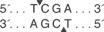 5´. . . TCGA. . . 3´
3´. . . AGCT. . . 5´